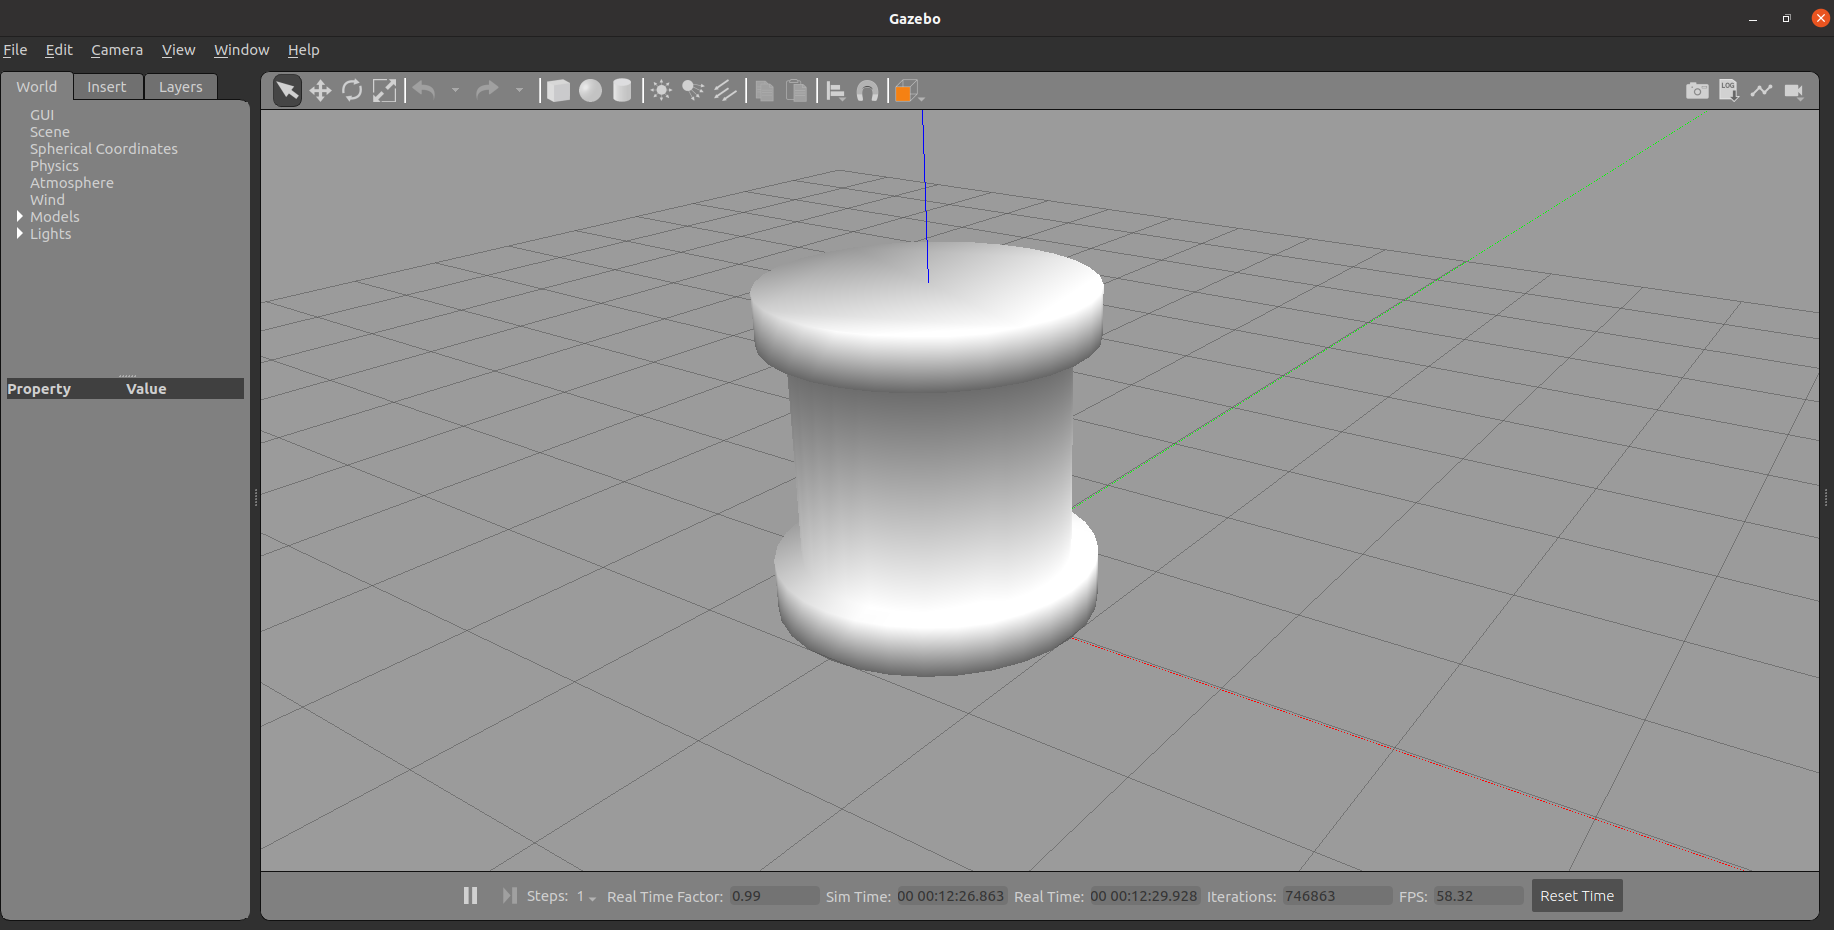 Gazebo
File Edit Camera View Window Help
World Insert Layers
GUI
Scene
Spherical Coordinates
Physics
Atmosphere
Wind
Models
Lights
Property Value
LOG
Steps: 1 Real Time Factor: 0.99 Sim Time: 00 00:12:26.863 Real Time: 00 00:12:29.928 Iterations: 746863 FPS: 58.32 Reset Time